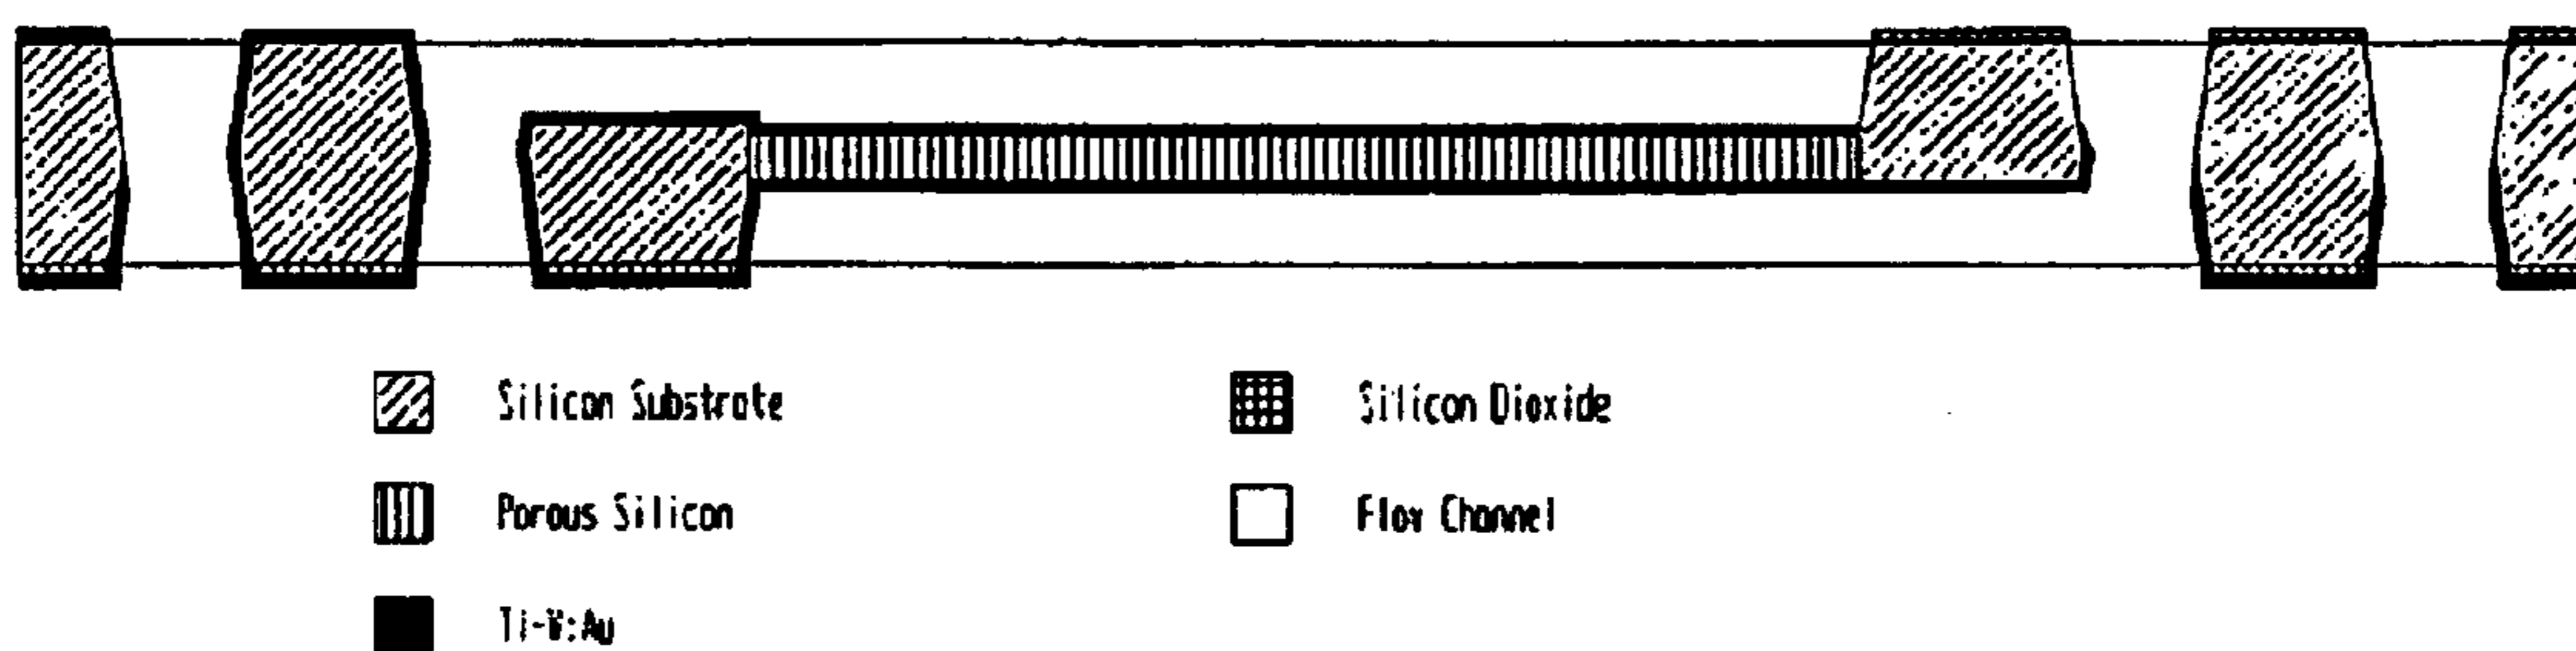 Silicon Substrate
Silicon Dioxide
Porous Silicon
Flow Channel
Ti-W:Au